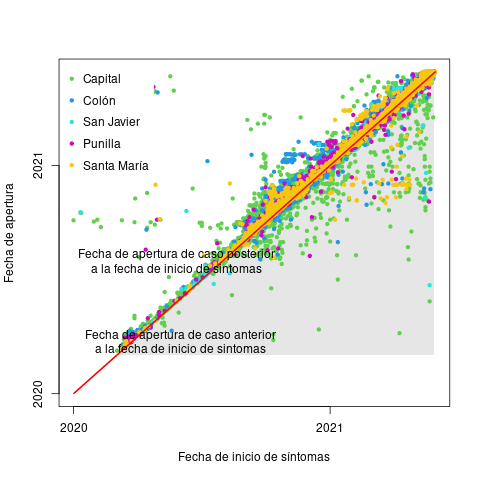 Capital
Colón
San Javier
Punilla
Santa María
Fecha de apertura de caso posterior
a la fecha de inicio de síntomas
Fecha de apertura de caso anterior
a la fecha de inicio de síntomas
2021
2020
Fecha de apertura
2020
2021
Fecha de inicio de síntomas